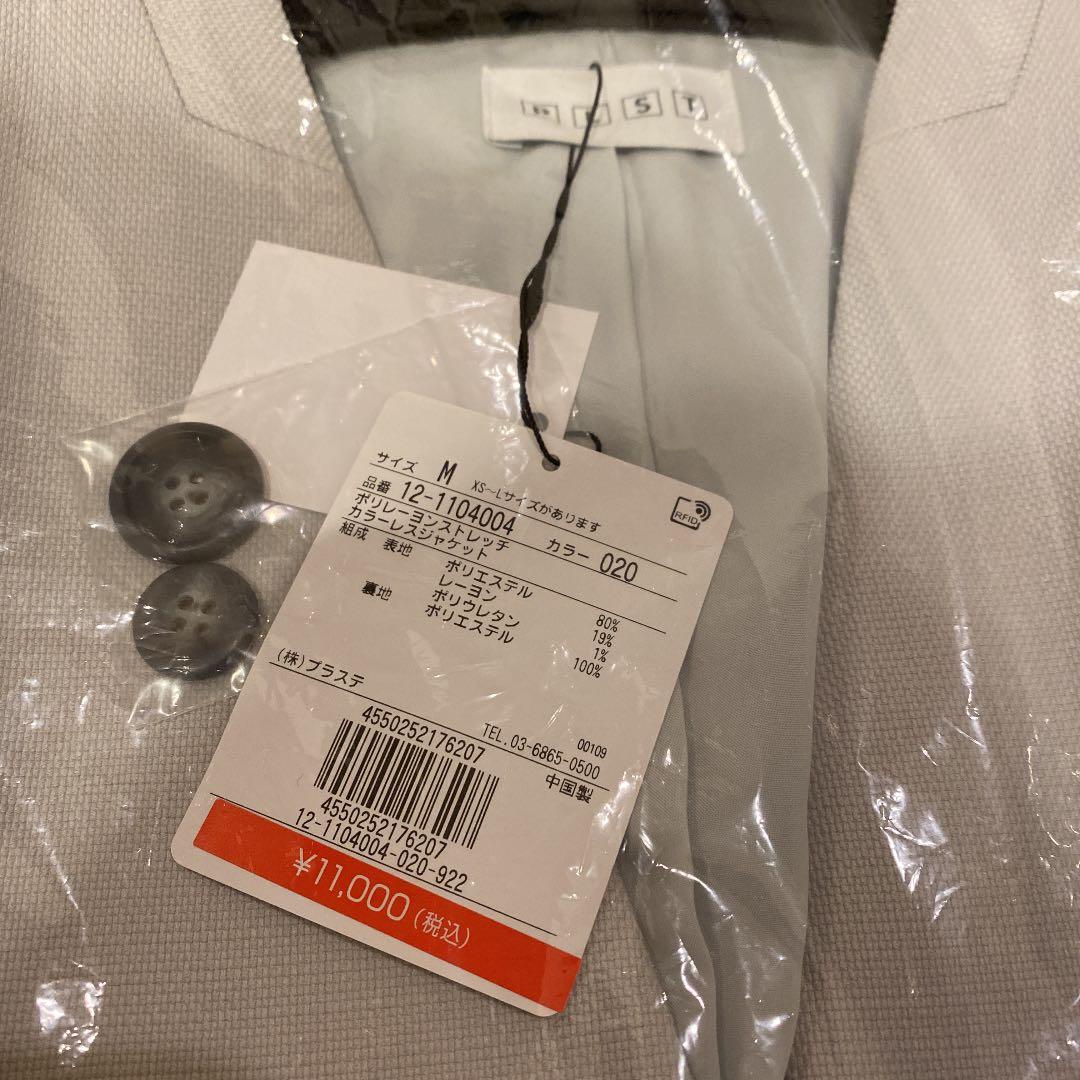 S T
サイズ M XS～Lサイズがあります
品番 12-1104004 カラー 020
ポリレーヨンストレッチ
カラーレスジャケット
組成 表地 ポリエステル 80%
レーヨン 19%
ポリウレタン 1%
裏地 ポリエステル 100%
(株)プラステ
00109
TEL. 03-6865-0500
中国製
4550252176207
4550252176207
12-1104004-020-922
¥11,000(税込)
RFID